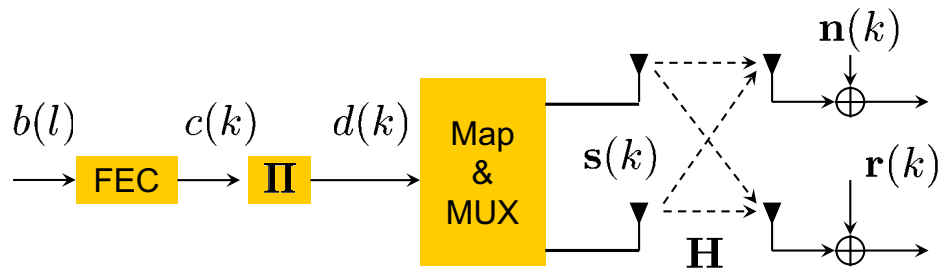 b(l)
FEC
c(k)
Π
d(k)
Map
&
MUX
s(k)
H
n(k)
r(k)